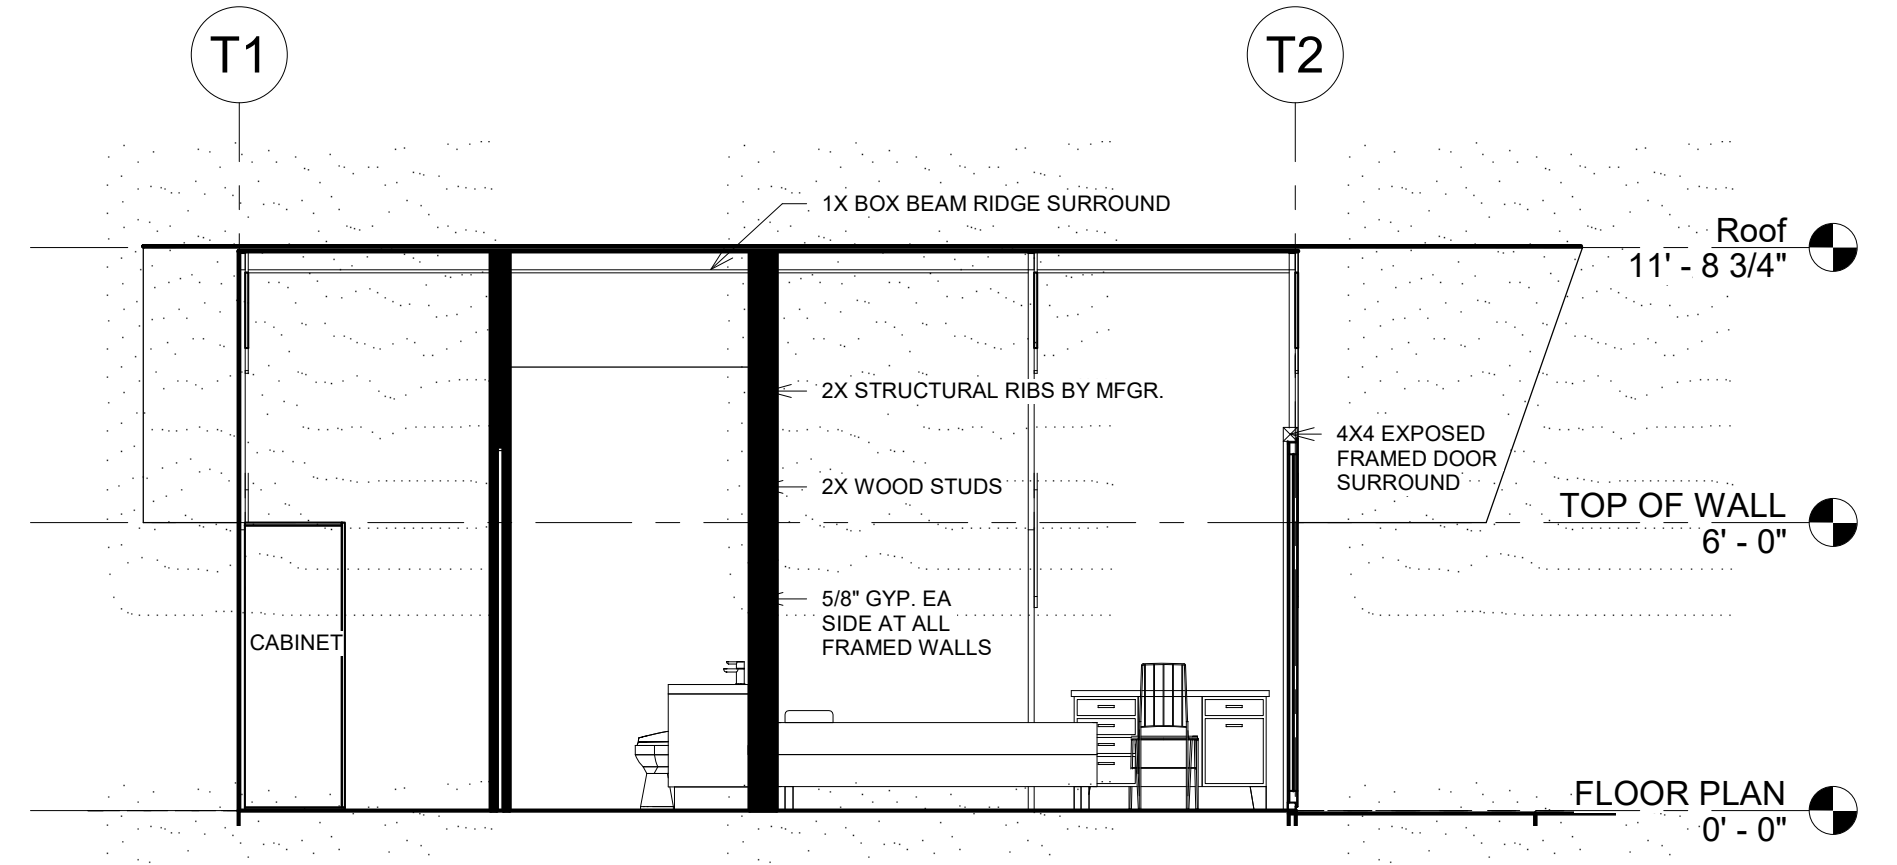 T1
T2
1X BOX BEAM RIDGE SURROUND
Roof
11' - 8 3/4"
2X STRUCTURAL RIBS BY MFGR.
4X4 EXPOSED
FRAMED DOOR
SURROUND
2X WOOD STUDS
TOP OF WALL
6' - 0"
5/8" GYP. EA
SIDE AT ALL
FRAMED WALLS
CABINET
FLOOR PLAN
0' - 0"